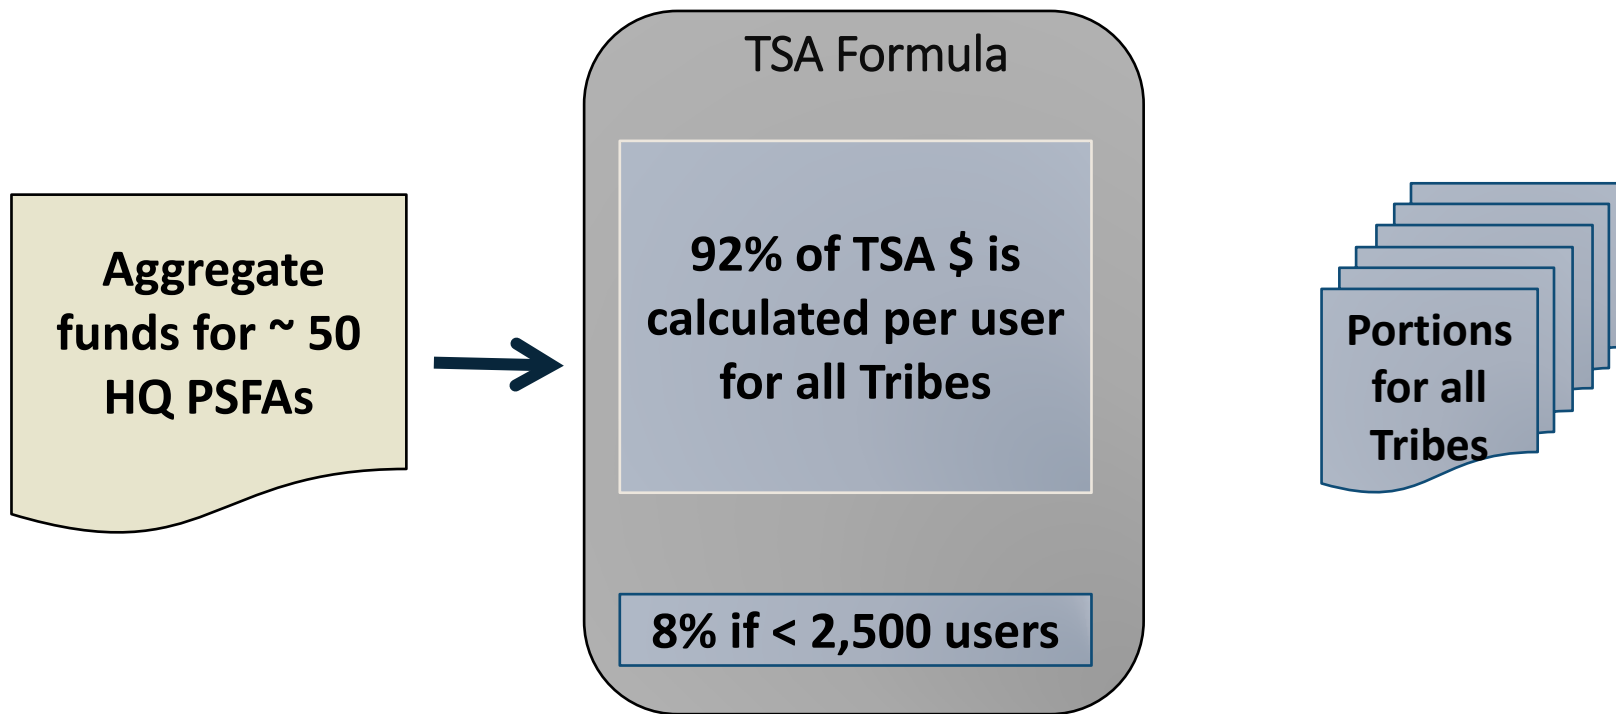 TSA Formula
Aggregate
funds for ~ 50
HQ PSFAs
92% of TSA $ is
calculated per user
for all Tribes
8% if < 2,500 users
Portions
for all
Tribes